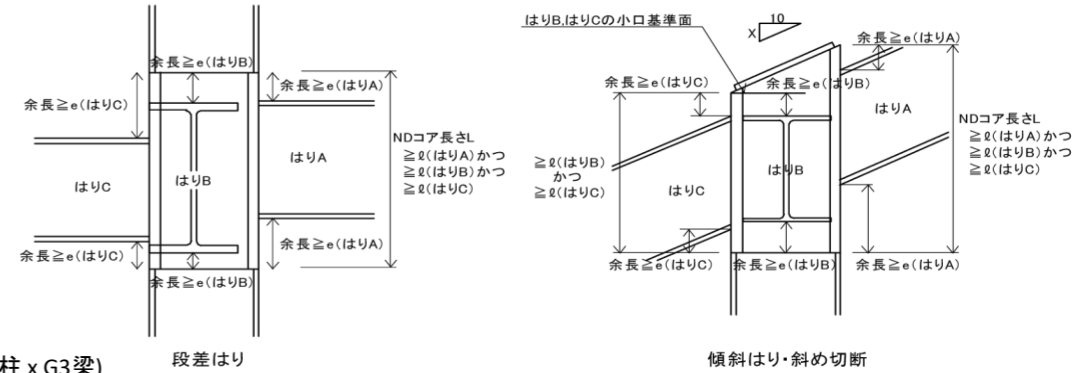 余長≧e(はりB)
余長≧e(はりC)
余長≧e(はりA)
はりC
はりB
はりA
NDコア長さL
≧ℓ(はりA)かつ
≧ℓ(はりB)かつ
≧ℓ(はりC)
余長≧e(はりC)
余長≧e(はりA)
余長≧e(はりB)
段差はり
柱 x G3梁)
はりB,はりCの小口基準面
10
X
余長≧e(はりA)
余長≧e(はりC)
余長≧e(はりB)
はりA
NDコア長さL
≧ℓ(はりA)かつ
≧ℓ(はりB)かつ
≧ℓ(はりC)
≧ℓ(はりB)
かつ
≧ℓ(はりC)
はりC
はりB
余長≧e(はりC)
余長≧e(はりB)
余長≧e(はりA)
傾斜はり・斜め切断